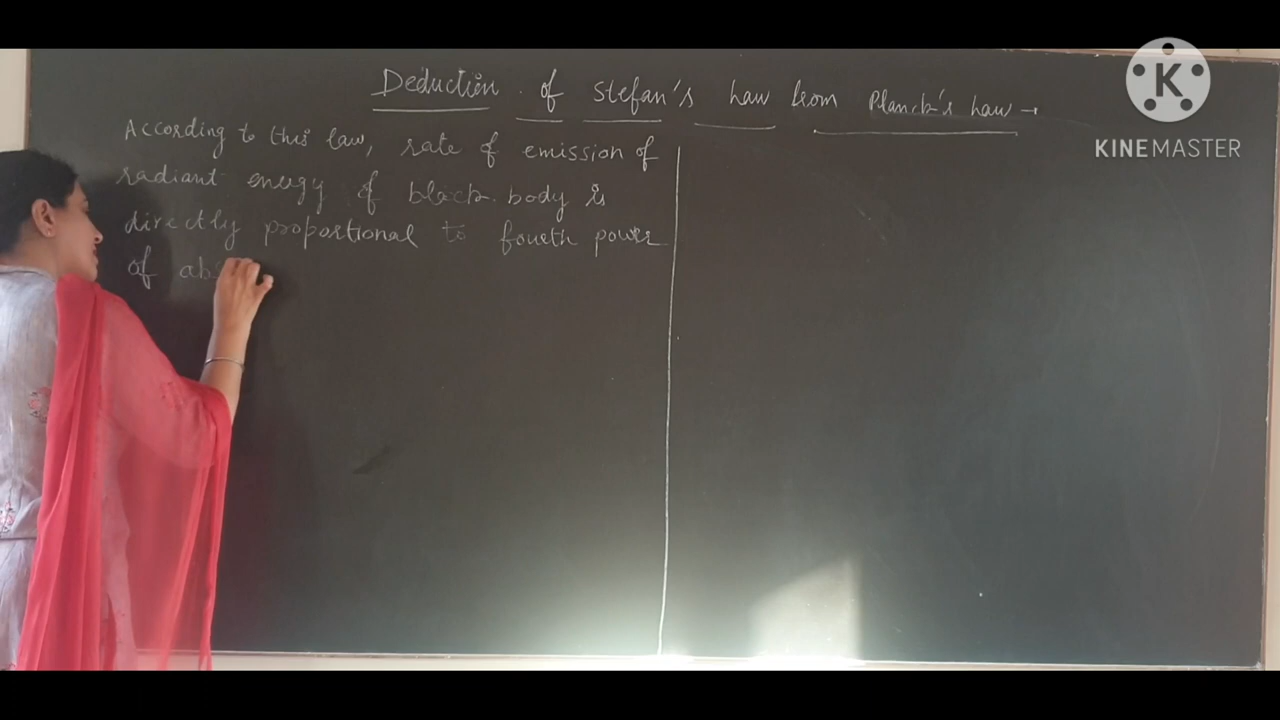 Deduction of Stefan's Law from Planck's Law →
According to this law, rate of emission of
radiant energy of black body is
directly proportional to fourth power
of ab
K
KINEMASTER